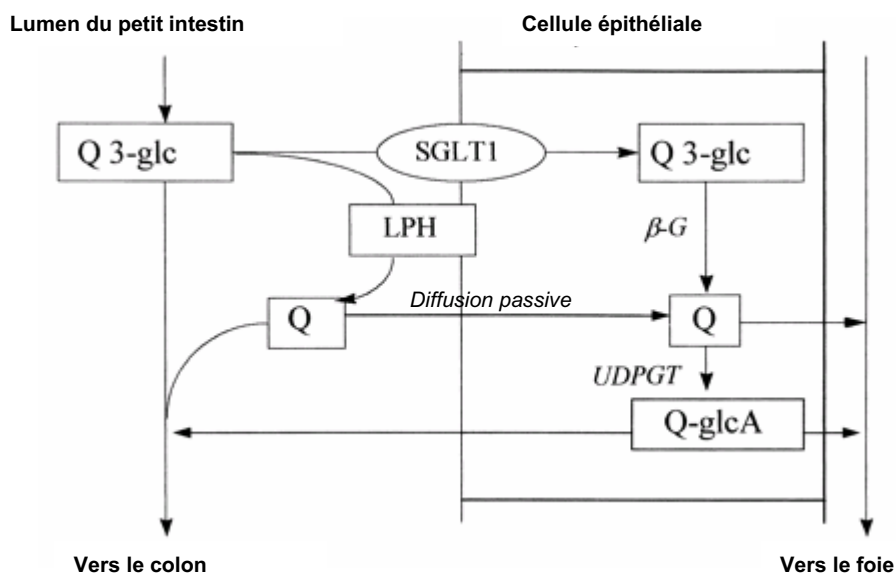 Lumen du petit intestin
Cellule épithéliale
Q 3-glc
SGLT1
Q 3-glc
LPH
β-G
Diffusion passive
Q
Q
UDPGT
Q-glcA
Vers le colon
Vers le foie